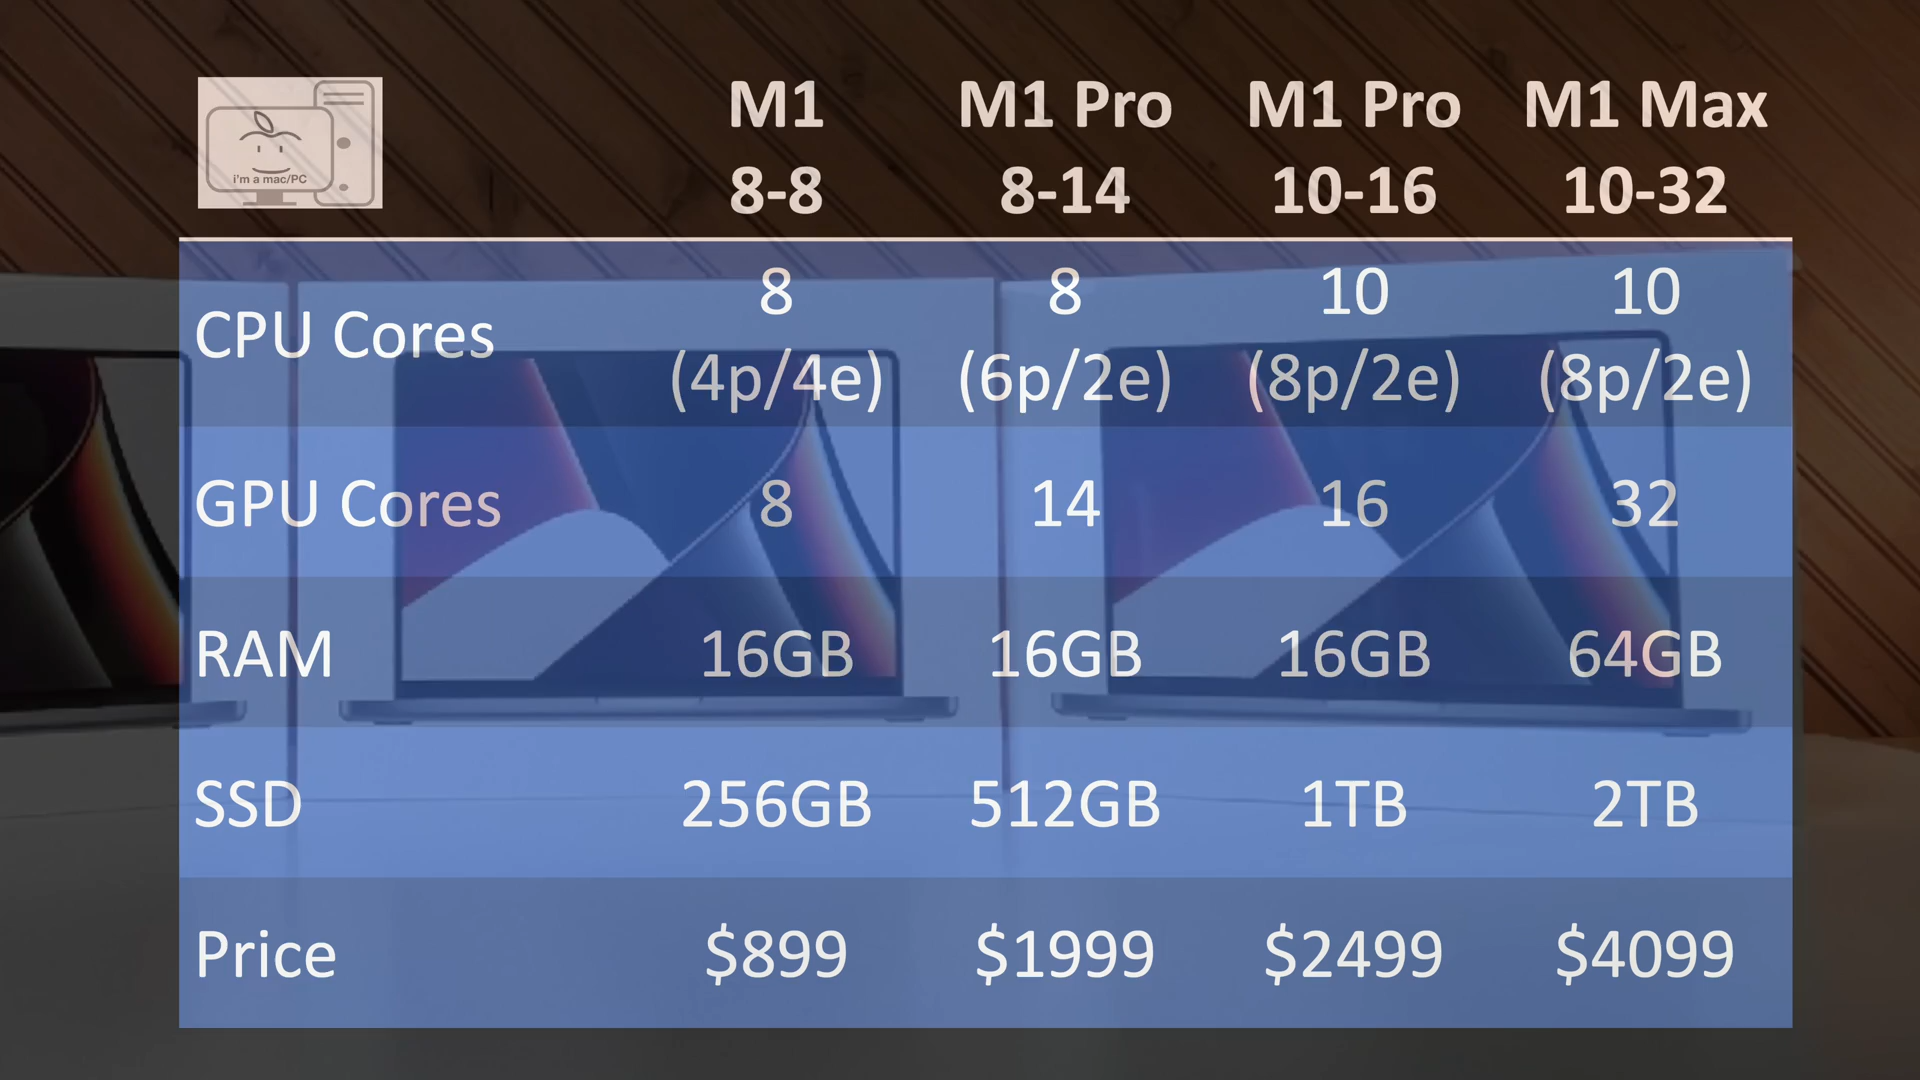 i'm a mac/PC
M1 M1 Pro M1 Pro M1 Max
8-8 8-14 10-16 10-32
CPU Cores 8 8 10 10
(4p/4e) (6p/2e) (8p/2e) (8p/2e)
GPU Cores 8 14 16 32
RAM 16GB 16GB 16GB 64GB
SSD 256GB 512GB 1TB 2TB
Price $899 $1999 $2499 $4099